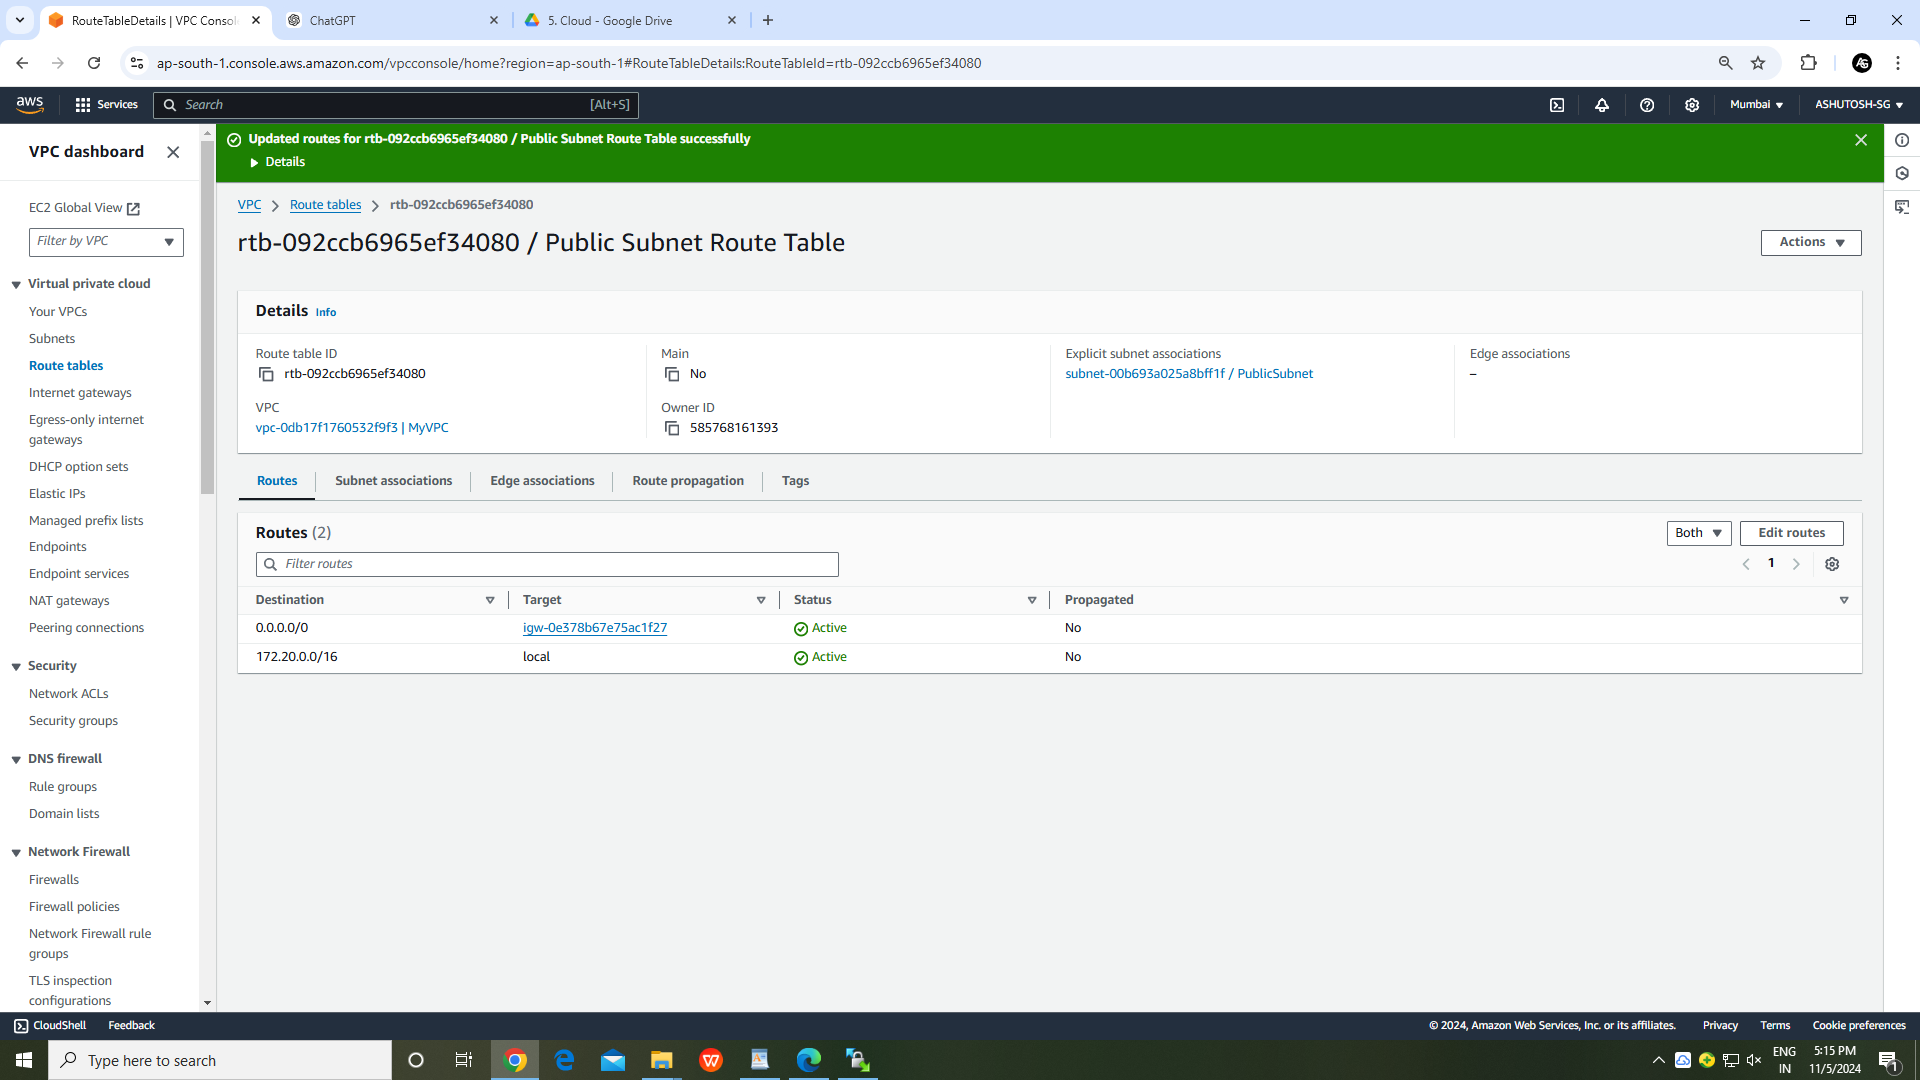 RouteTableDetails | VPC Consol
ChatGPT
5. Cloud - Google Drive
ap-south-1.console.aws.amazon.com/vpcconsole/home?region=ap-south-1#RouteTableDetails:RouteTableId=rtb-092ccb6965ef34080
aws
Services
Search
[Alt+S]
Mumbai
ASHUTOSH-SG
VPC dashboard
EC2 Global View
Filter by VPC
Virtual private cloud
Your VPCs
Subnets
Route tables
Internet gateways
Egress-only internet
gateways
DHCP option sets
Elastic IPs
Managed prefix lists
Endpoints
Endpoint services
NAT gateways
Peering connections
Security
Network ACLs
Security groups
DNS firewall
Rule groups
Domain lists
Network Firewall
Firewalls
Firewall policies
Network Firewall rule
groups
TLS inspection
configurations
Updated routes for rtb-092ccb6965ef34080 / Public Subnet Route Table successfully
Details
VPC
Route tables
rtb-092ccb6965ef34080
rtb-092ccb6965ef34080 / Public Subnet Route Table
Actions
Details Info
Route table ID
rtb-092ccb6965ef34080
Main
No
Explicit subnet associations
subnet-00b693a025a8bff1f / PublicSubnet
Edge associations
–
VPC
vpc-0db17f1760532f9f3 | MyVPC
Owner ID
585768161393
Routes
Subnet associations
Edge associations
Route propagation
Tags
Routes (2)
Both
Edit routes
Filter routes
1
Destination
Target
Status
Propagated
0.0.0.0/0
igw-0e378b67e75ac1f27
Active
No
172.20.0.0/16
local
Active
No
CloudShell
Feedback
© 2024, Amazon Web Services, Inc. or its affiliates.
Privacy
Terms
Cookie preferences
Type here to search
ENG
IN
5:15 PM
11/5/2024
1